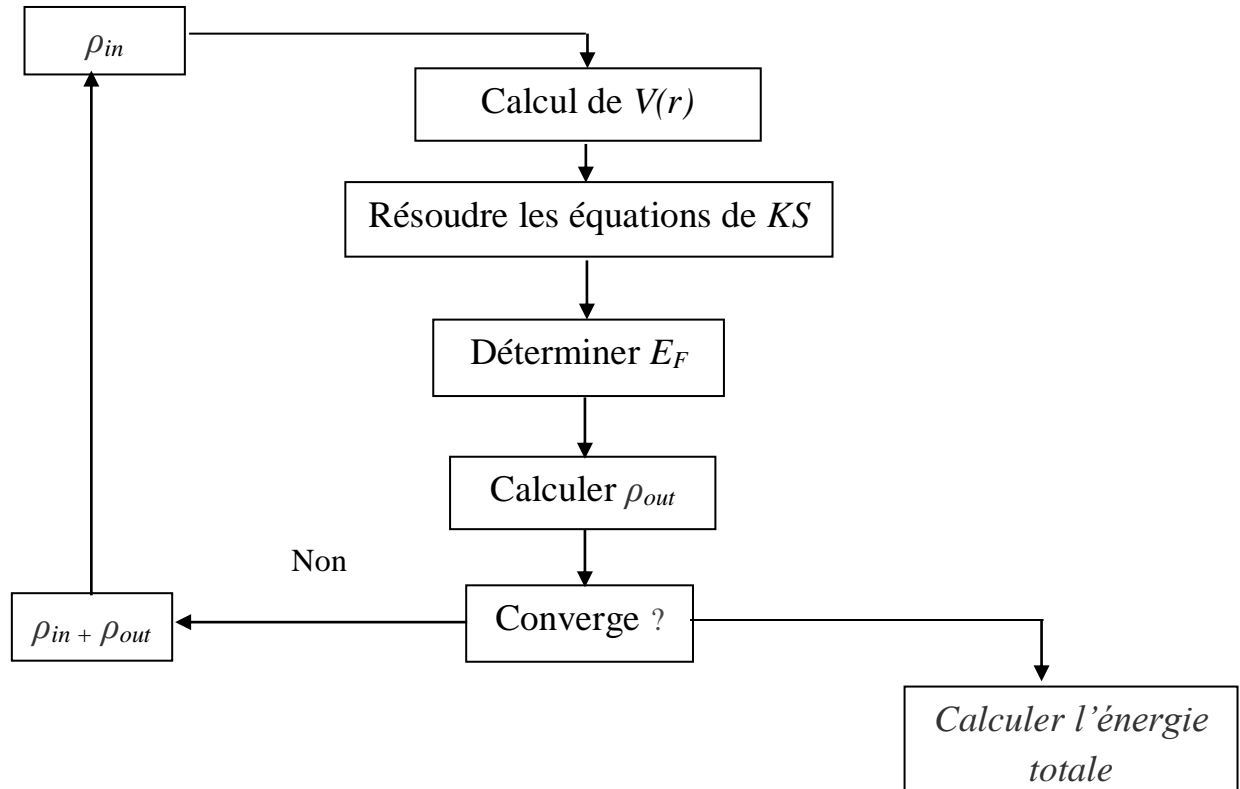 ρin
Calcul de V(r)
Résoudre les équations de KS
Déterminer EF
Calculer ρout
Non
Converge ?
ρin + ρout
Calculer l’énergie
totale